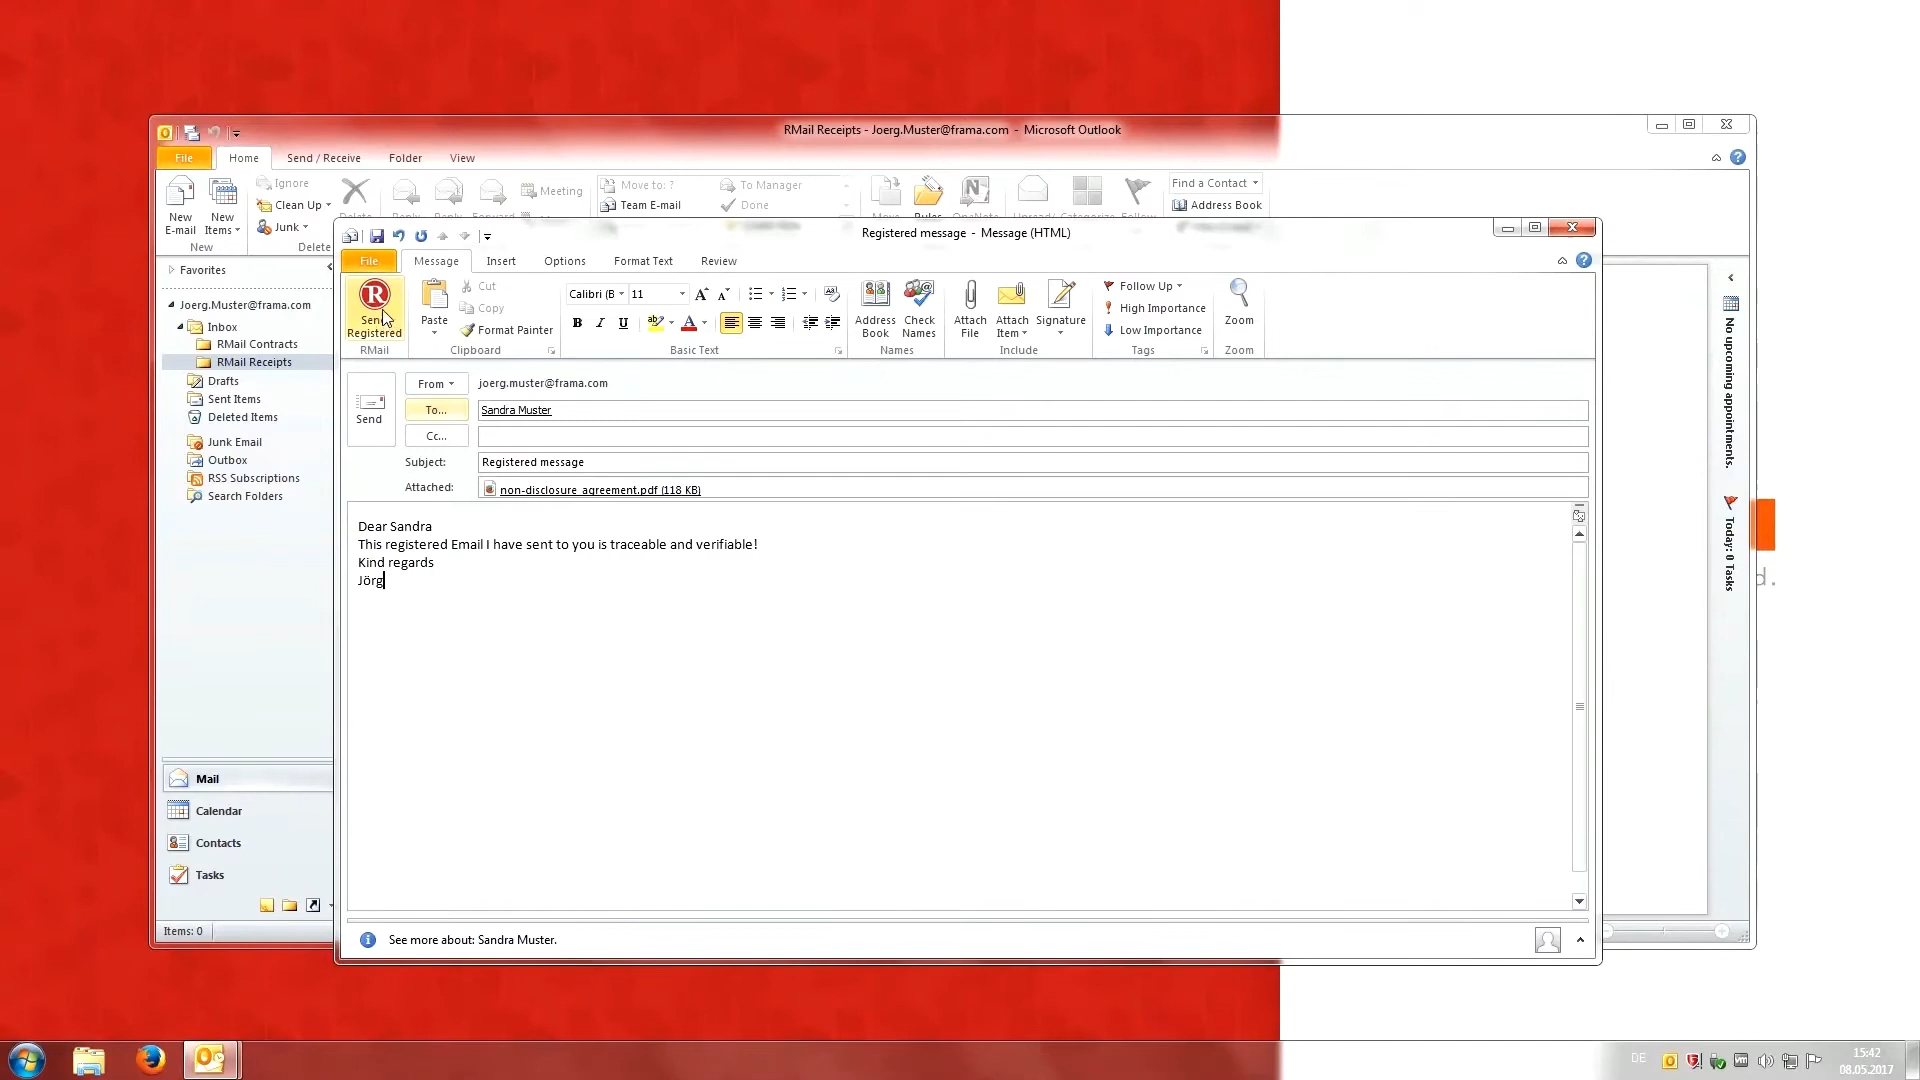 RMail Receipts - Joerg.Muster@frama.com - Microsoft Outlook
File Home Send / Receive Folder View
New E-mail
New Items
New
Ignore
Clean Up
Junk
Delete
Meeting
Move to: ?
Team E-mail
To Manager
Done
Find a Contact
Address Book
Favorites
Joerg.Muster@frama.com
Inbox
RMail Contracts
RMail Receipts
Drafts
Sent Items
Deleted Items
Junk Email
Outbox
RSS Subscriptions
Search Folders
Mail
Calendar
Contacts
Tasks
Items: 0
Registered message - Message (HTML)
File Message Insert Options Format Text Review
Send Registered
RMail
Paste
Cut
Copy
Format Painter
Clipboard
Calibri (B 11
B I U
Basic Text
Address Book
Check Names
Names
Attach File
Attach Item
Signature
Include
Follow Up
High Importance
Low Importance
Tags
Zoom
Zoom
Send
From joerg.muster@frama.com
To... Sandra Muster
Cc...
Subject: Registered message
Attached: non-disclosure_agreement.pdf (118 KB)
Dear Sandra
This registered Email I have sent to you is traceable and verifiable!
Kind regards
Jörg
See more about: Sandra Muster.
No upcoming appointments.
Today: 0 Tasks
d.
DE
15:42
08.05.2017